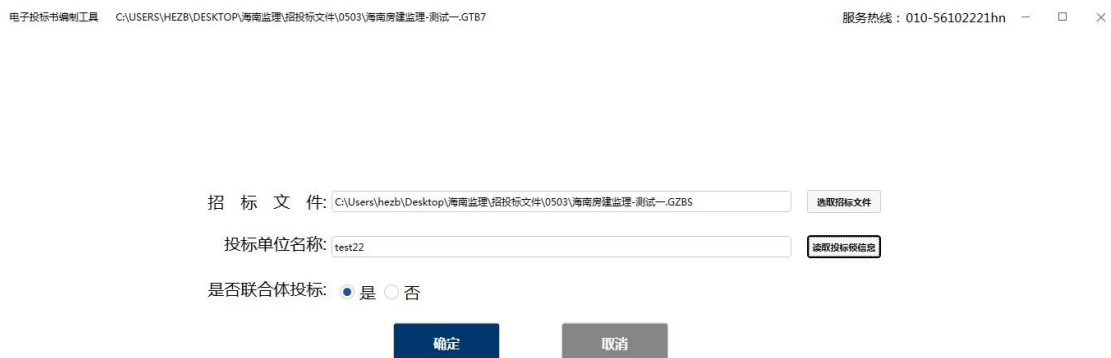 电子投标书编制工具 C:\USERS\HEZB\DESKTOP\海南监理\招投标文件\0503\海南房建监理-测试一.GTB7 服务热线：010-56102221hn
招 标 文 件: C:\Users\hezb\Desktop\海南监理\招投标文件\0503\海南房建监理-测试一.GZBS 选取招标文件
投标单位名称: test22 读取投标锁信息
是否联合体投标: 是 否
确定 取消